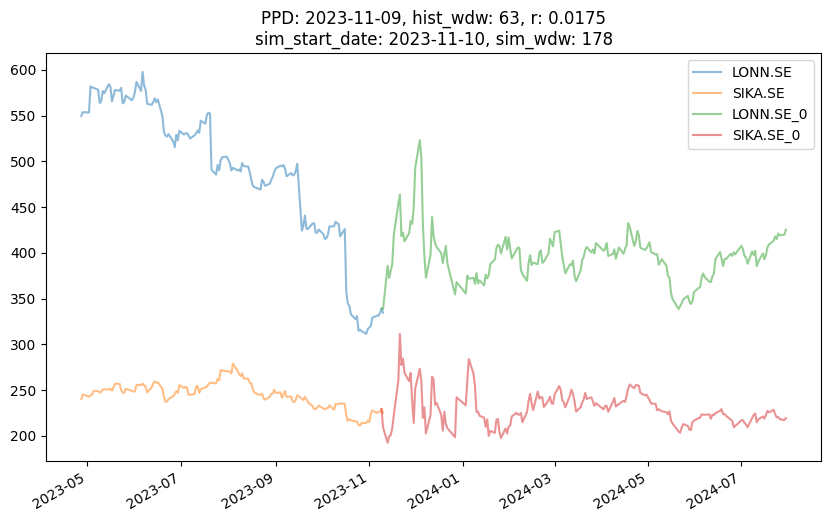 PPD: 2023-11-09, hist_wdw: 63, r: 0.0175
sim_start_date: 2023-11-10, sim_wdw: 178
LONN.SE
SIKA.SE
LONN.SE_0
SIKA.SE_0
600
550
500
450
400
350
300
250
200
2023-05
2023-07
2023-09
2023-11
2024-01
2024-03
2024-05
2024-07